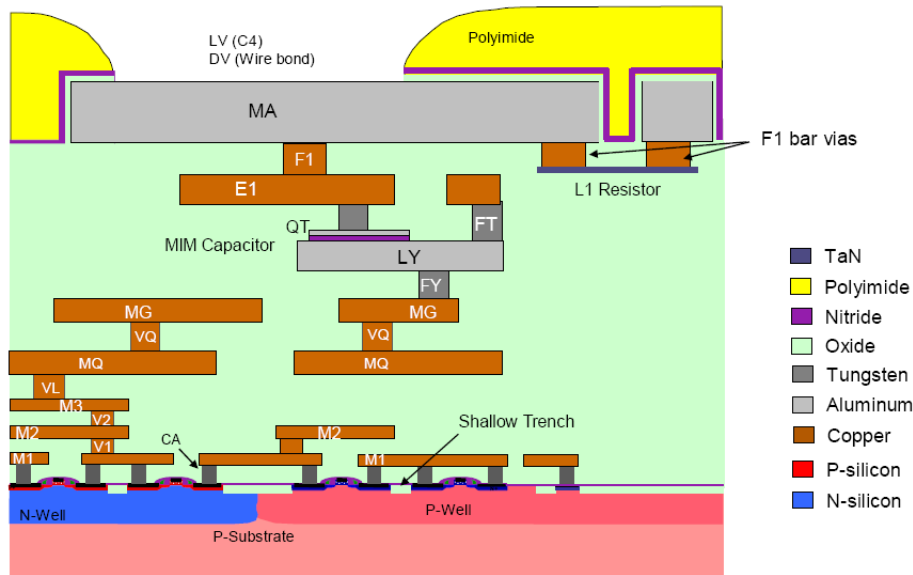 LV (C4)
DV (Wire bond)
Polyimide
MA
F1
F1 bar vias
E1
L1 Resistor
QT
FT
MIM Capacitor
LY
FY
MG
MG
VQ
VQ
MQ
MQ
VL
M3
V2
M2
M2
Shallow Trench
CA
V1
M1
M1
N-Well
P-Well
P-Substrate
TaN
Polyimide
Nitride
Oxide
Tungsten
Aluminum
Copper
P-silicon
N-silicon